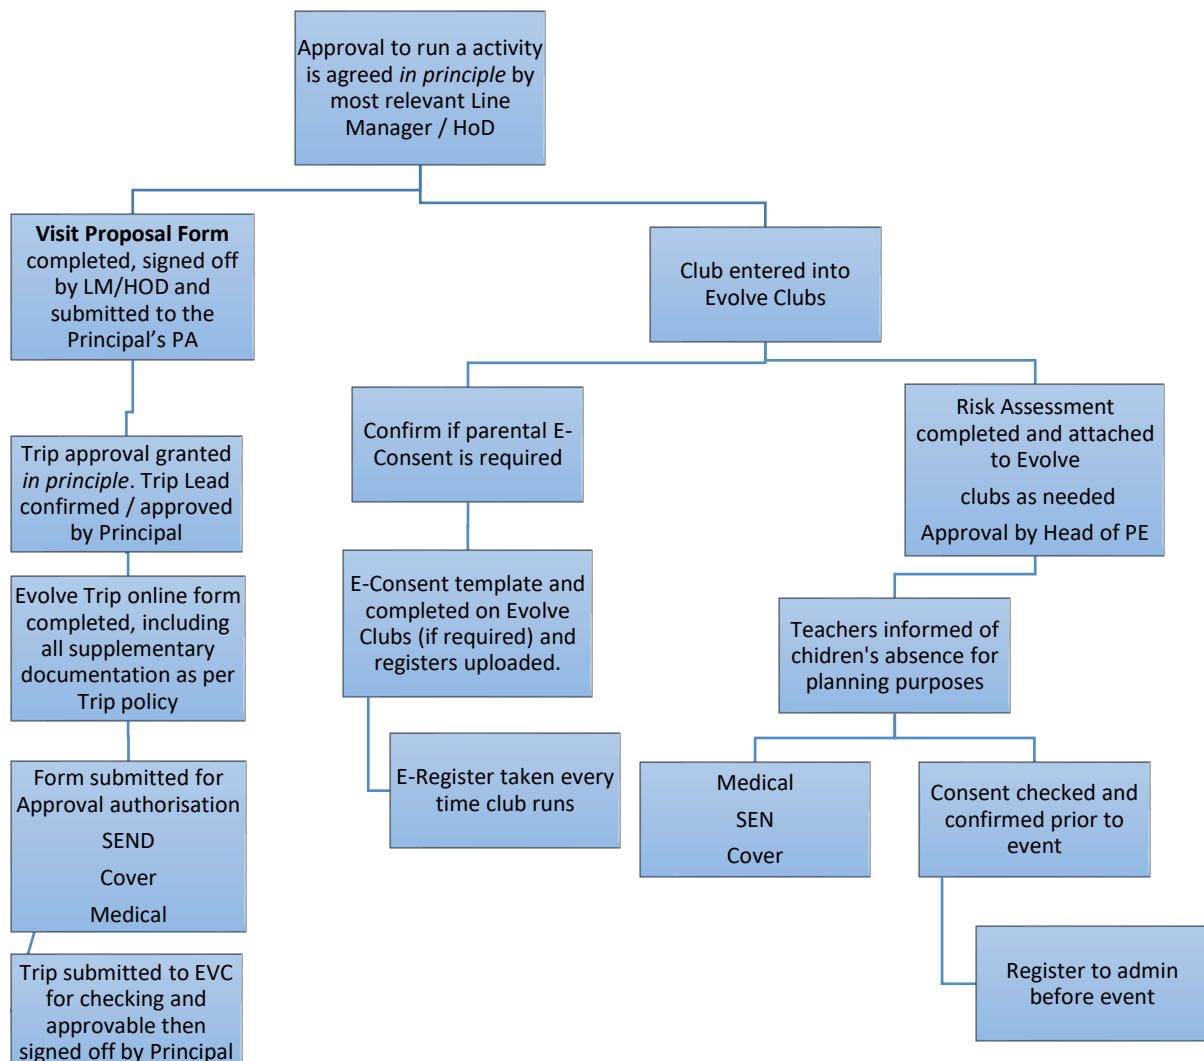 Approval to run a activity
is agreed in principle by
most relevant Line
Manager / HoD
Visit Proposal Form
completed, signed off
by LM/HOD and
submitted to the
Principal’s PA
Club entered into
Evolve Clubs
Trip approval granted
in principle. Trip Lead
confirmed / approved
by Principal
Confirm if parental E-
Consent is required
Risk Assessment
completed and attached
to Evolve
clubs as needed
Approval by Head of PE
Evolve Trip online form
completed, including
all supplementary
documentation as per
Trip policy
E-Consent template and
completed on Evolve
Clubs (if required) and
registers uploaded.
Teachers informed of
chidren's absence for
planning purposes
Form submitted for
Approval authorisation
SEND
Cover
Medical
E-Register taken every
time club runs
Medical
SEN
Cover
Consent checked and
confirmed prior to
event
Trip submitted to EVC
for checking and
approvable then
signed off by Principal
Register to admin
before event